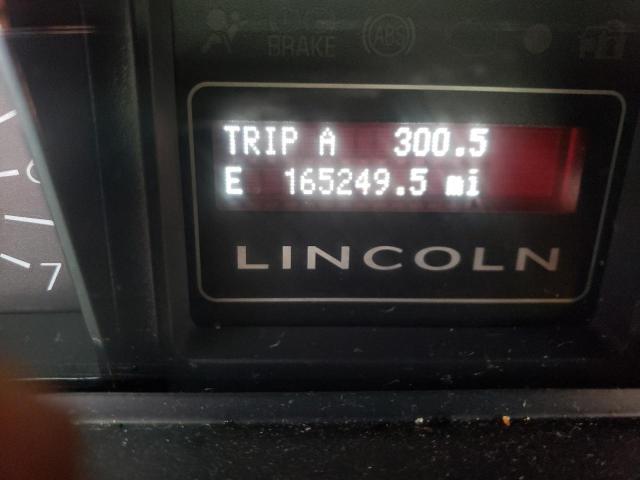 BRAKE
ABS
TRIP A 300.5
E 165249.5 mi
LINCOLN
7